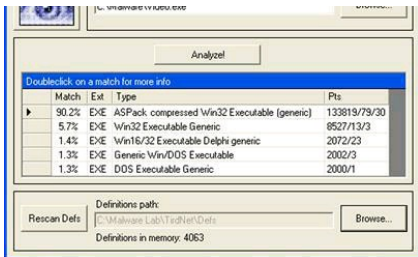 C:\Malware\Video.exe
Browse...
Analyze!
Doubleclick on a match for more info
Match Ext Type Pts
90.2% EXE ASPack compressed Win32 Executable (generic) 133819/79/30
5.7% EXE Win32 Executable Generic 8527/13/3
1.4% EXE Win16/32 Executable Delphi generic 2072/23
1.3% EXE Generic Win/DOS Executable 2002/3
1.3% EXE DOS Executable Generic 2000/1
Definitions path:
Rescan Defs C:\Malware Lab\TirdNet\Defs Browse...
Definitions in memory: 4063